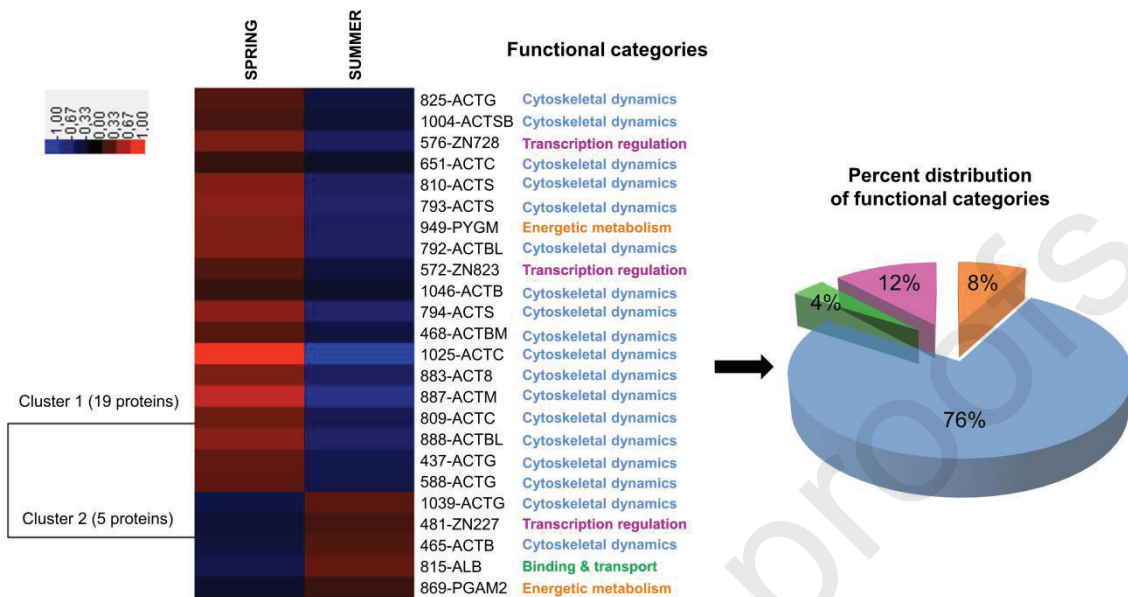 SPRING
SUMMER
Functional categories
-1,00
-0,67
-0,33
0,00
0,33
0,67
1,00
825-ACTG Cytoskeletal dynamics
1004-ACTSB Cytoskeletal dynamics
576-ZN728 Transcription regulation
651-ACTC Cytoskeletal dynamics
810-ACTS Cytoskeletal dynamics
793-ACTS Cytoskeletal dynamics
949-PYGM Energetic metabolism
792-ACTBL Cytoskeletal dynamics
572-ZN823 Transcription regulation
1046-ACTB Cytoskeletal dynamics
794-ACTS Cytoskeletal dynamics
468-ACTBM Cytoskeletal dynamics
1025-ACTC Cytoskeletal dynamics
883-ACT8 Cytoskeletal dynamics
887-ACTM Cytoskeletal dynamics
809-ACTC Cytoskeletal dynamics
888-ACTBL Cytoskeletal dynamics
437-ACTG Cytoskeletal dynamics
588-ACTG Cytoskeletal dynamics
1039-ACTG Cytoskeletal dynamics
481-ZN227 Transcription regulation
465-ACTB Cytoskeletal dynamics
815-ALB Binding & transport
869-PGAM2 Energetic metabolism
Cluster 1 (19 proteins)
Cluster 2 (5 proteins)
Percent distribution
of functional categories
4%
12%
8%
76%
proofs